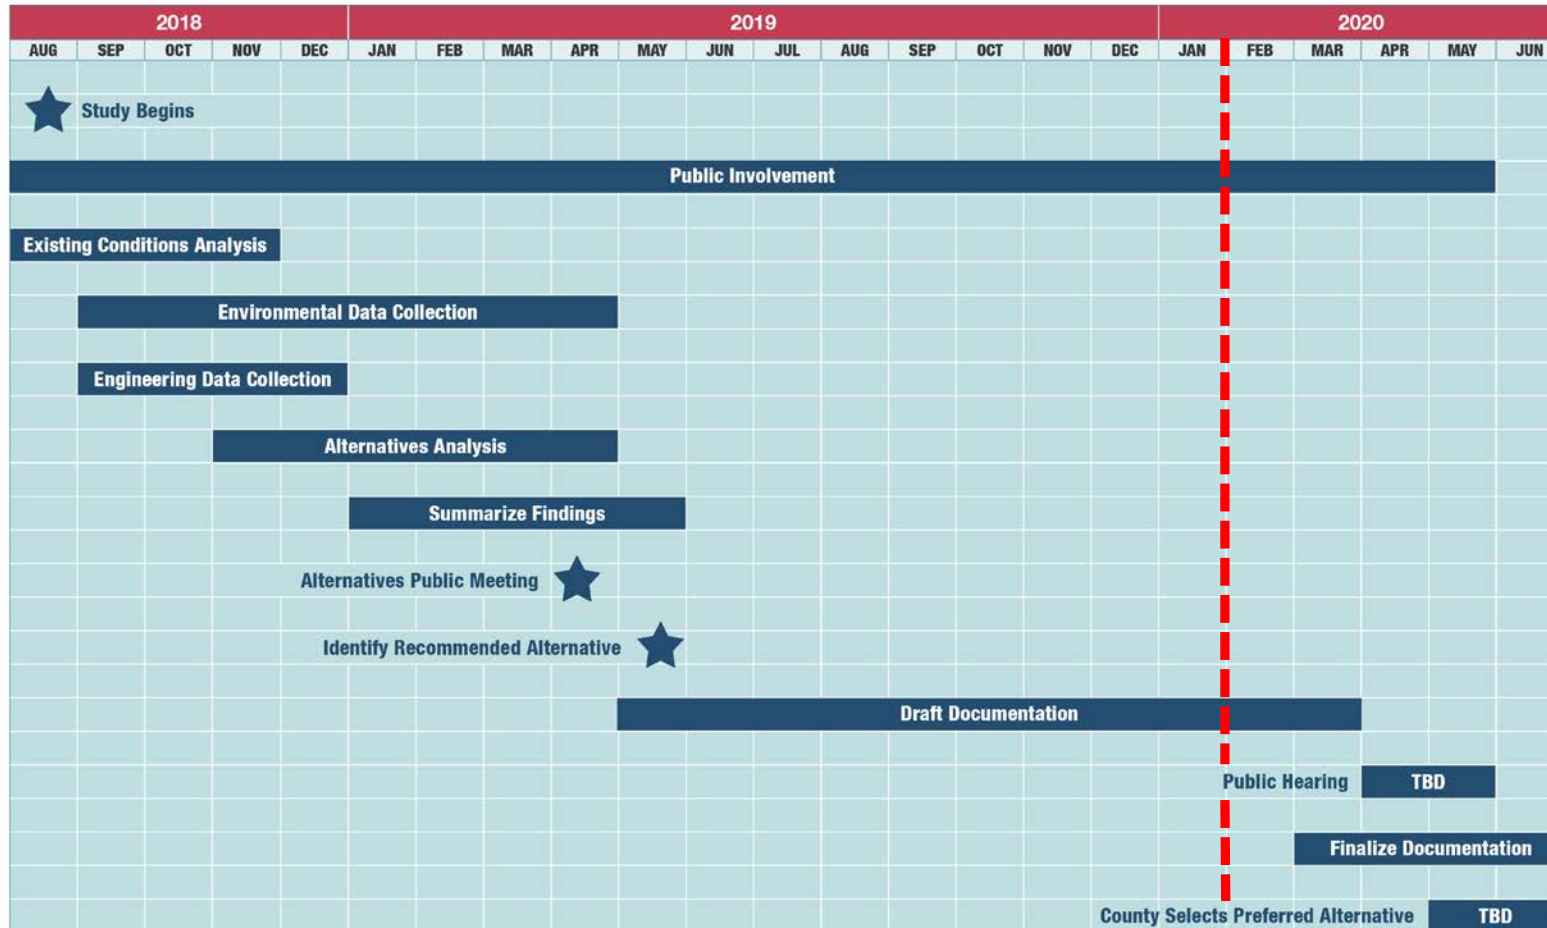 2018 2019 2020
AUG SEP OCT NOV DEC JAN FEB MAR APR MAY JUN JUL AUG SEP OCT NOV DEC JAN FEB MAR APR MAY JUN
Study Begins
Public Involvement
Existing Conditions Analysis
Environmental Data Collection
Engineering Data Collection
Alternatives Analysis
Summarize Findings
Alternatives Public Meeting
Identify Recommended Alternative
Draft Documentation
Public Hearing TBD
Finalize Documentation
County Selects Preferred Alternative TBD